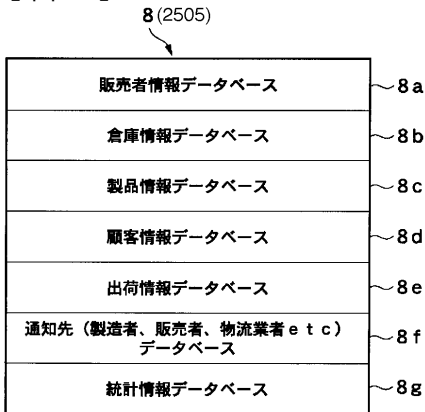 8(2505)
販売者情報データベース 8a
倉庫情報データベース 8b
製品情報データベース 8c
顧客情報データベース 8d
出荷情報データベース 8e
通知先(製造者、販売者、物流業者etc)
データベース 8f
統計情報データベース 8g